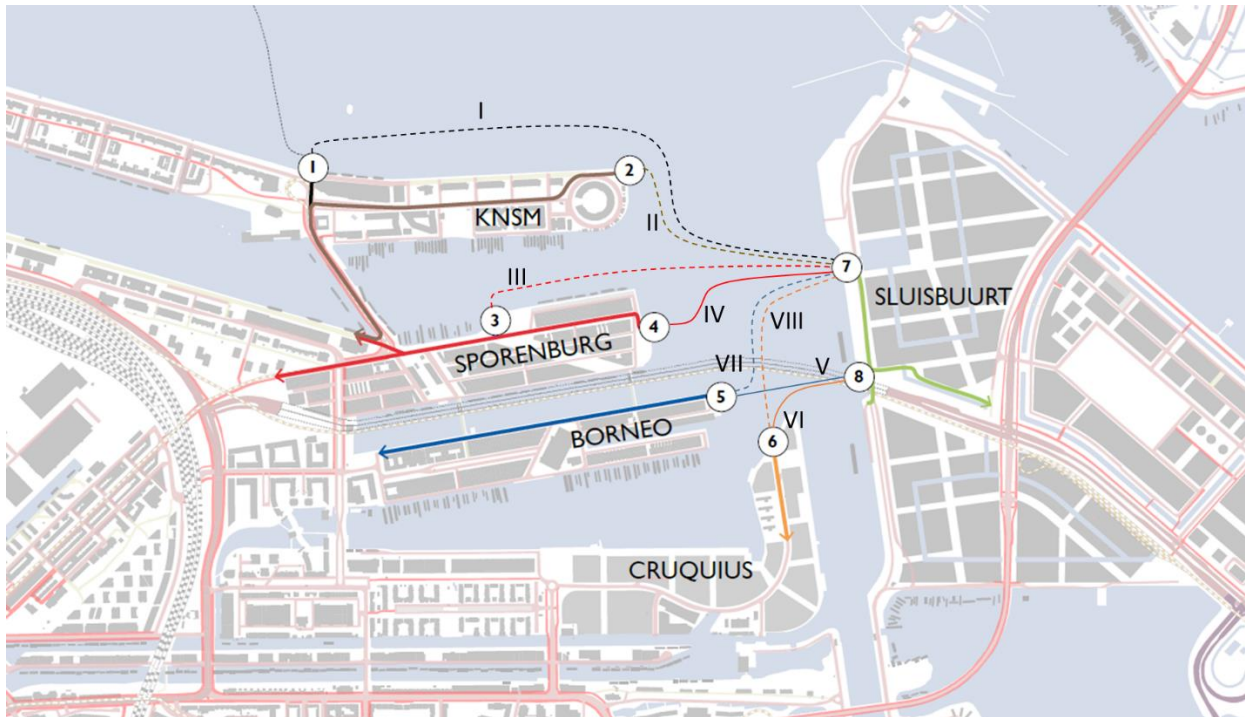 I
1
2
KNSM
II
7
III
SLUISBUURT
3
4
IV
VIII
SPORENBURG
VII
V
8
5
BORNEO
VI
6
CRUQUIUS